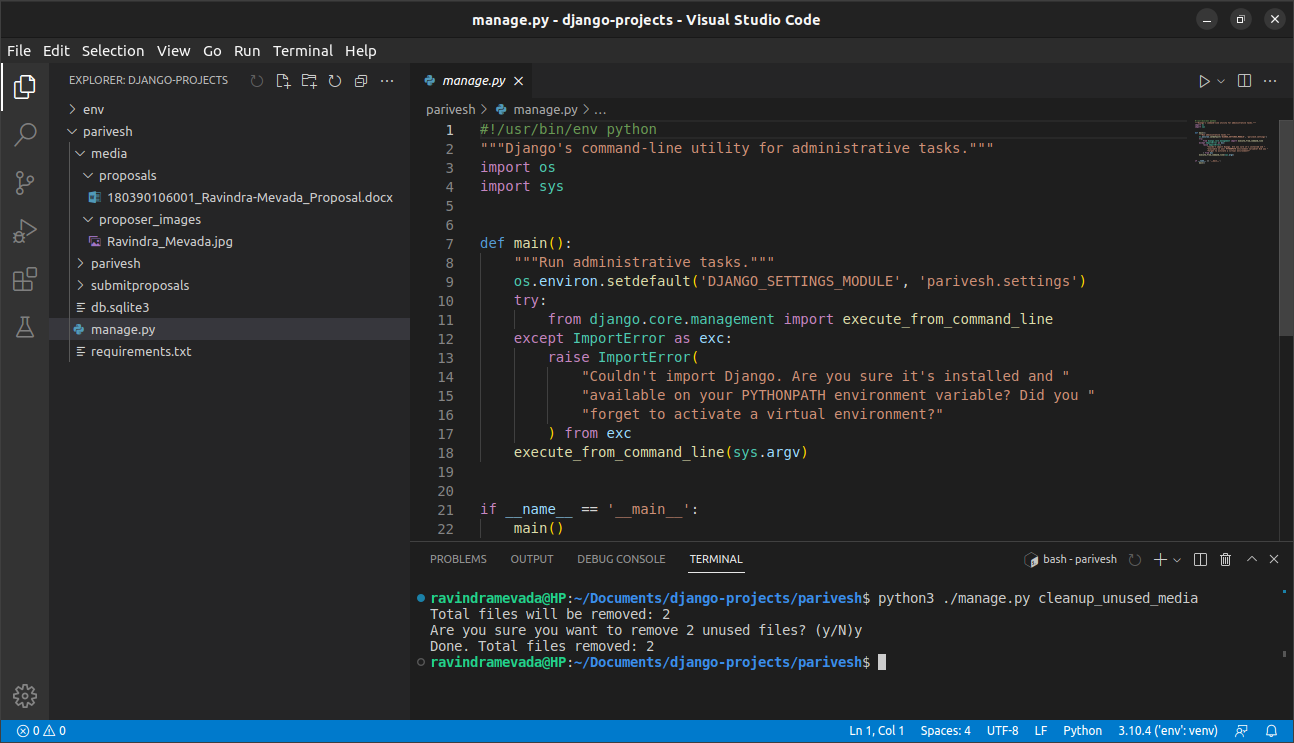 manage.py - django-projects - Visual Studio Code
File Edit Selection View Go Run Terminal Help
EXPLORER: DJANGO-PROJECTS
env
parivesh
media
proposals
180390106001_Ravindra-Mevada_Proposal.docx
proposer_images
Ravindra_Mevada.jpg
parivesh
submitproposals
db.sqlite3
manage.py
requirements.txt
manage.py
parivesh > manage.py > ...
1 #!/usr/bin/env python
2 """Django's command-line utility for administrative tasks."""
3 import os
4 import sys
5
6
7 def main():
8     """Run administrative tasks."""
9     os.environ.setdefault('DJANGO_SETTINGS_MODULE', 'parivesh.settings')
10     try:
11         from django.core.management import execute_from_command_line
12     except ImportError as exc:
13         raise ImportError(
14             "Couldn't import Django. Are you sure it's installed and "
15             "available on your PYTHONPATH environment variable? Did you "
16             "forget to activate a virtual environment?"
17         ) from exc
18     execute_from_command_line(sys.argv)
19
20
21 if __name__ == '__main__':
22     main()
PROBLEMS OUTPUT DEBUG CONSOLE TERMINAL bash - parivesh
ravindramevada@HP:~/Documents/django-projects/parivesh$ python3 ./manage.py cleanup_unused_media
Total files will be removed: 2
Are you sure you want to remove 2 unused files? (y/N)y
Done. Total files removed: 2
ravindramevada@HP:~/Documents/django-projects/parivesh$
0 0 Ln 1, Col 1 Spaces: 4 UTF-8 LF Python 3.10.4 ('env': venv)